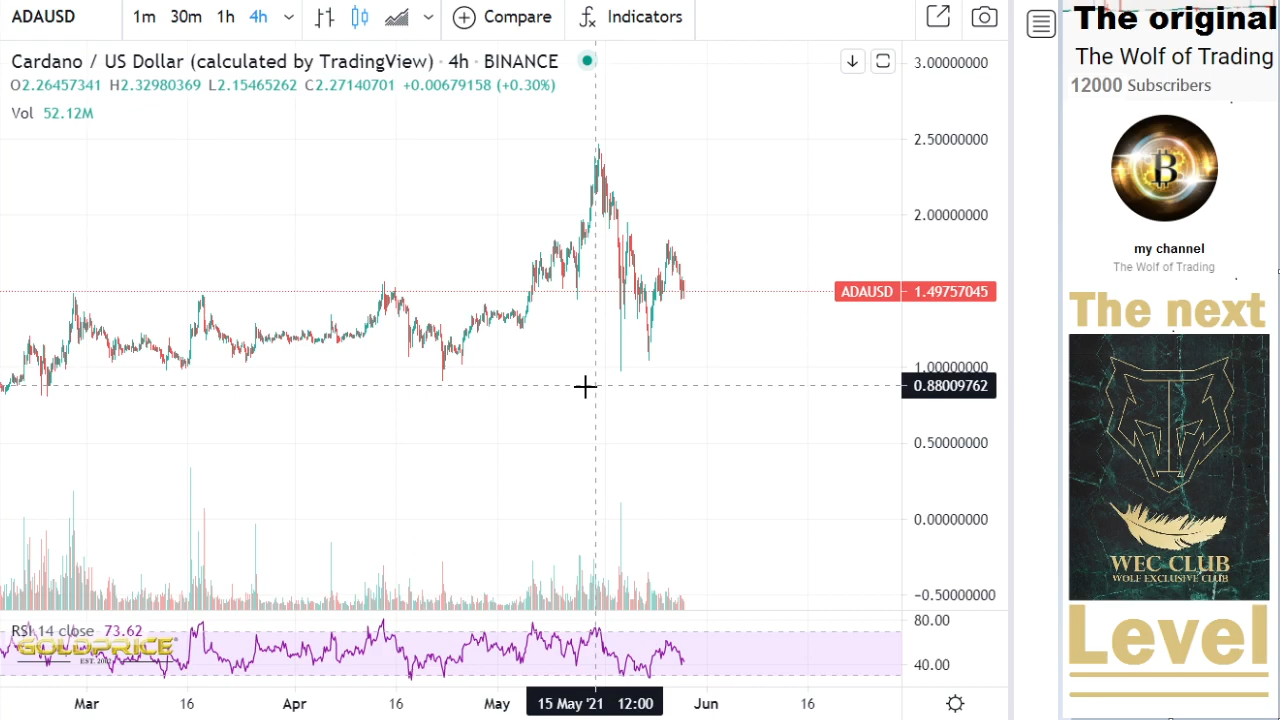 ADAUSD 1m 30m 1h 4h Compare Indicators
Cardano / US Dollar (calculated by TradingView) · 4h · BINANCE
O2.26457341 H2.32980369 L2.15465262 C2.27140701 +0.00679158 (+0.30%)
Vol 52.12M
3.00000000
2.50000000
2.00000000
ADAUSD 1.49757045
1.00000000
0.88009762
0.50000000
0.00000000
−0.50000000
RSI 14 close 73.62
80.00
GOLDPRICE
EST. 2002
40.00
Mar 16 Apr 16 May 15 May '21 12:00 Jun 16
The original
The Wolf of Trading
12000 Subscribers
B
my channel
The Wolf of Trading
The next
WEC CLUB
WOLF EXCLUSIVE CLUB
Level